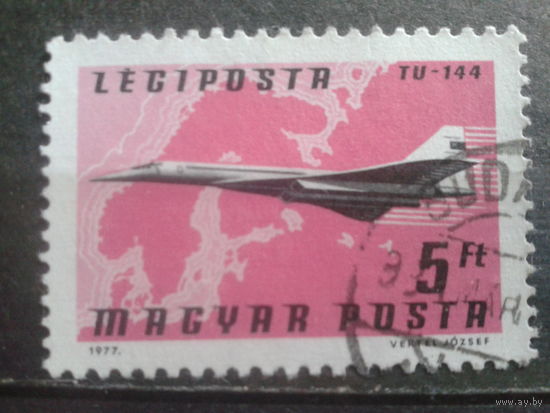 LÉGIPOSTA TU-144
5 Ft
MAGYAR POSTA
1977. VERTEL JÓZSEF
www.ay.by